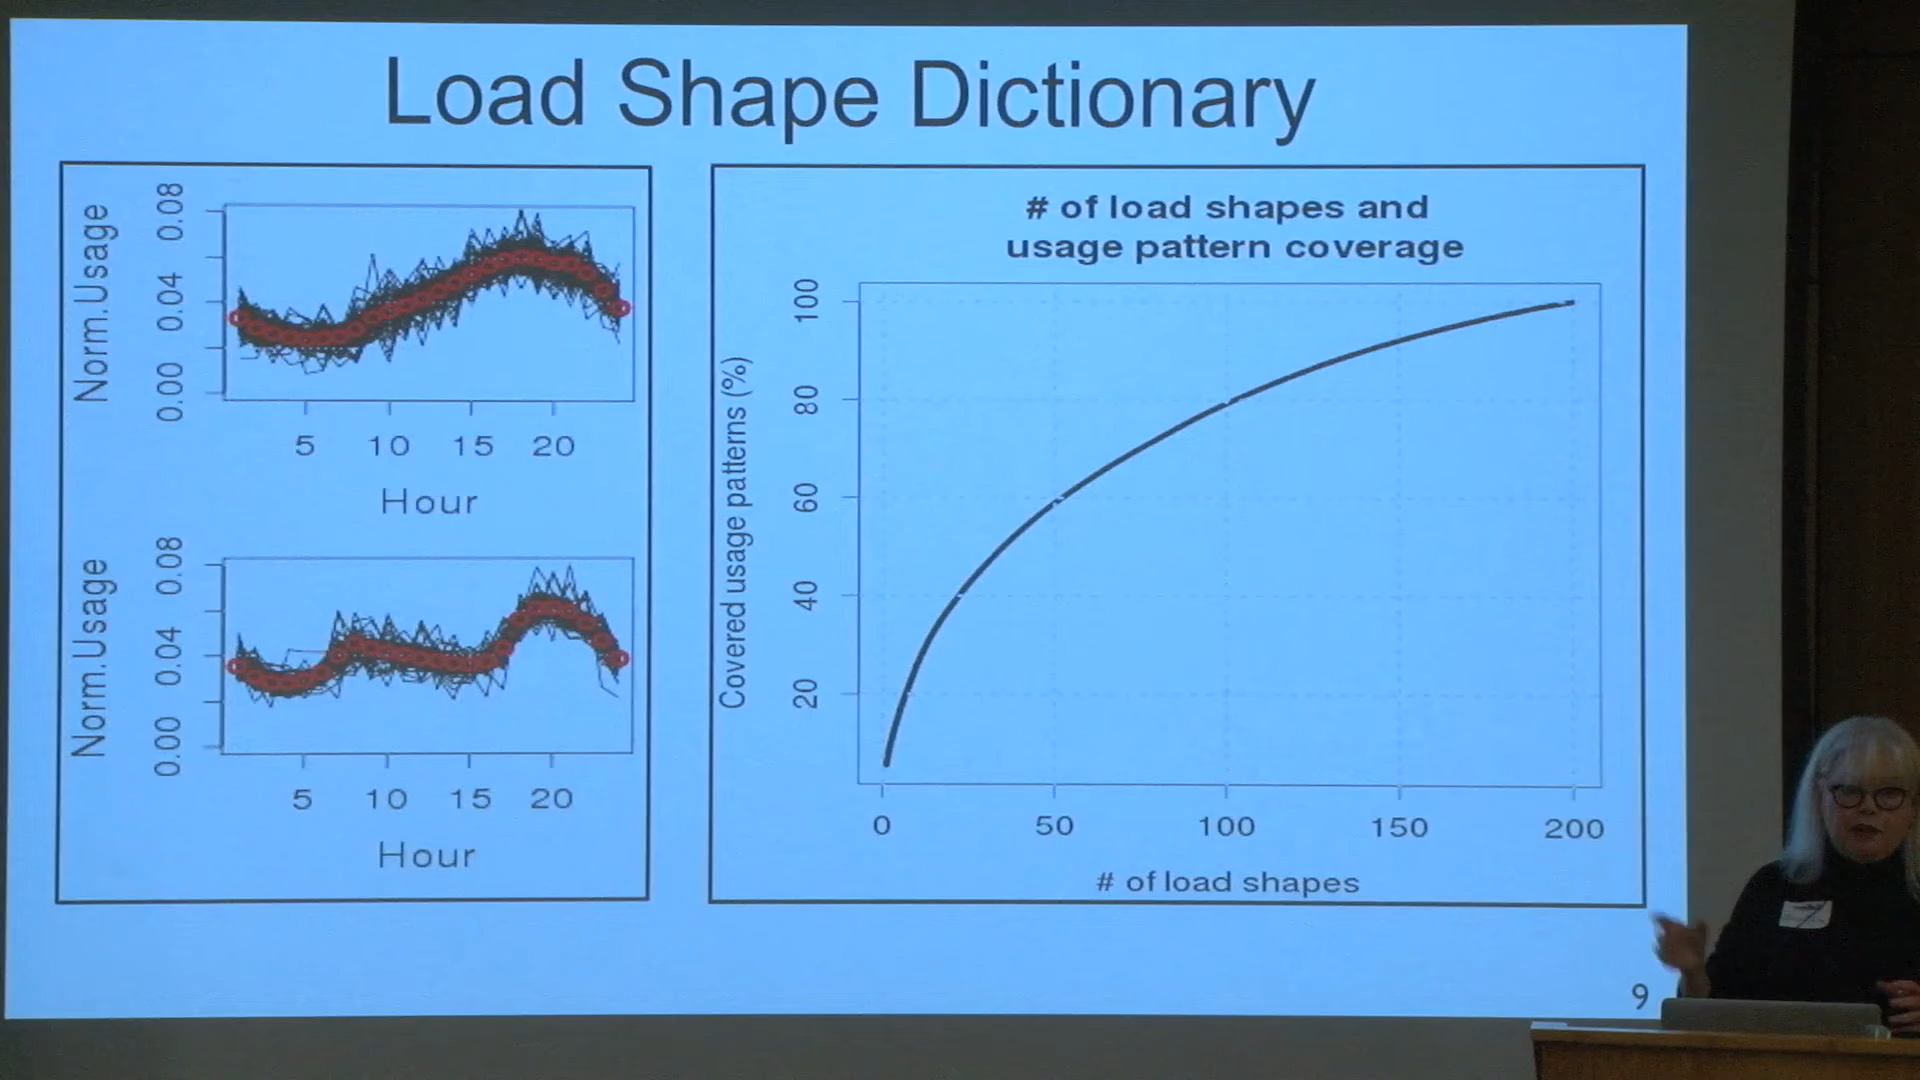 Load Shape Dictionary
Norm.Usage
0.08
0.04
0.00
5 10 15 20
Hour
Norm.Usage
0.08
0.04
0.00
5 10 15 20
Hour
# of load shapes and
usage pattern coverage
Covered usage patterns (%)
100
80
60
40
20
0 50 100 150 200
# of load shapes
9